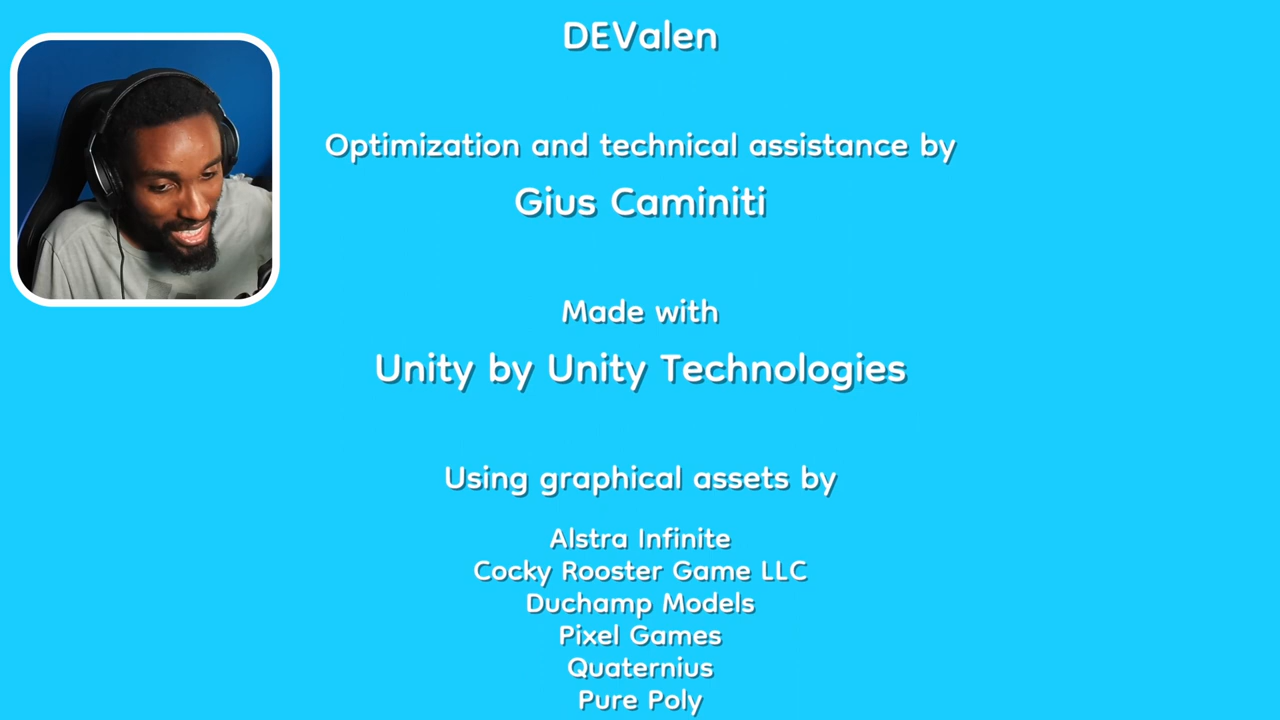 DEValen
Optimization and technical assistance by
Gius Caminiti
Made with
Unity by Unity Technologies
Using graphical assets by
Alstra Infinite
Cocky Rooster Game LLC
Duchamp Models
Pixel Games
Quaternius
Pure Poly